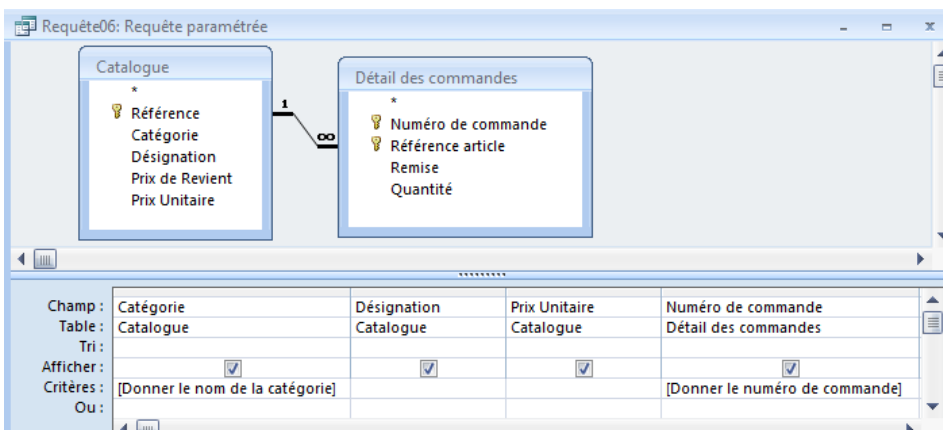 Requête06: Requête paramétrée
Catalogue
*
Référence
Catégorie
Désignation
Prix de Revient
Prix Unitaire
1
∞
Détail des commandes
*
Numéro de commande
Référence article
Remise
Quantité
Champ : Catégorie Désignation Prix Unitaire Numéro de commande
Table : Catalogue Catalogue Catalogue Détail des commandes
Tri :
Afficher :
Critères : [Donner le nom de la catégorie] [Donner le numéro de commande]
Ou :